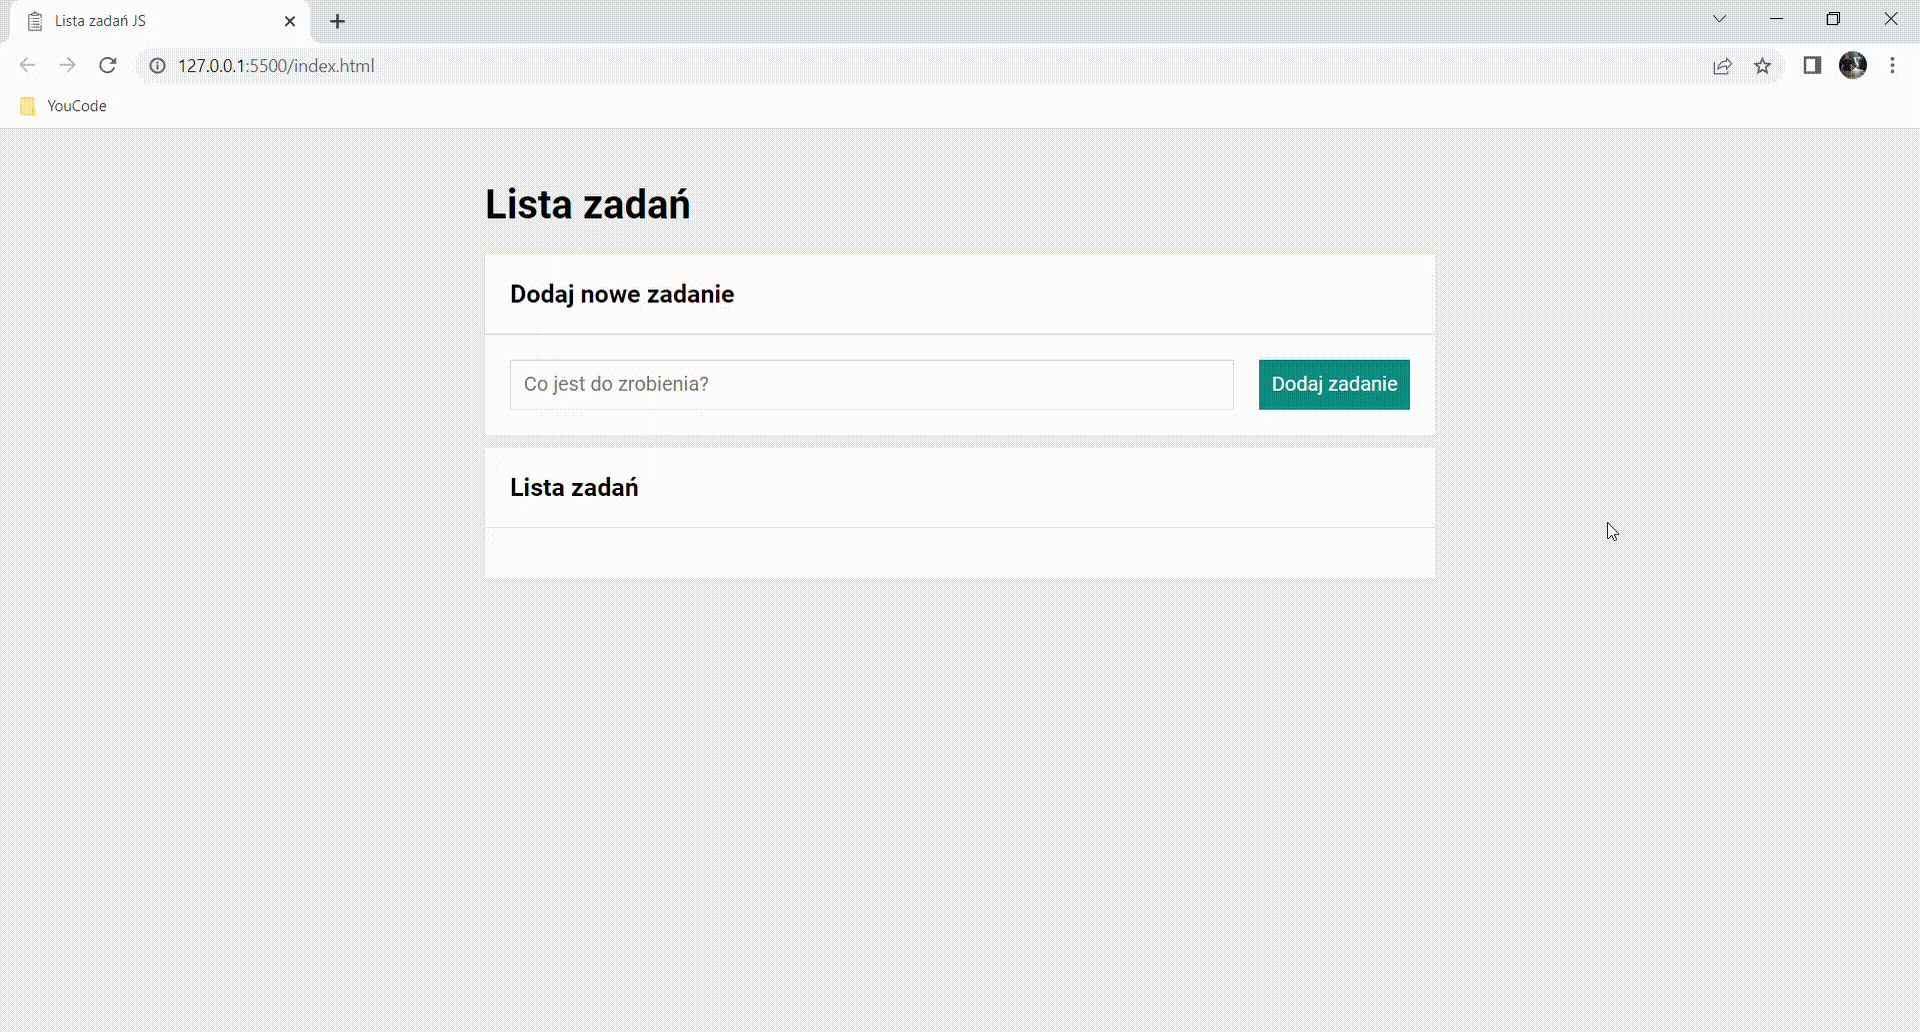 Lista zadań JS
127.0.0.1:5500/index.html
YouCode
Lista zadań
Dodaj nowe zadanie
Co jest do zrobienia?
Dodaj zadanie
Lista zadań